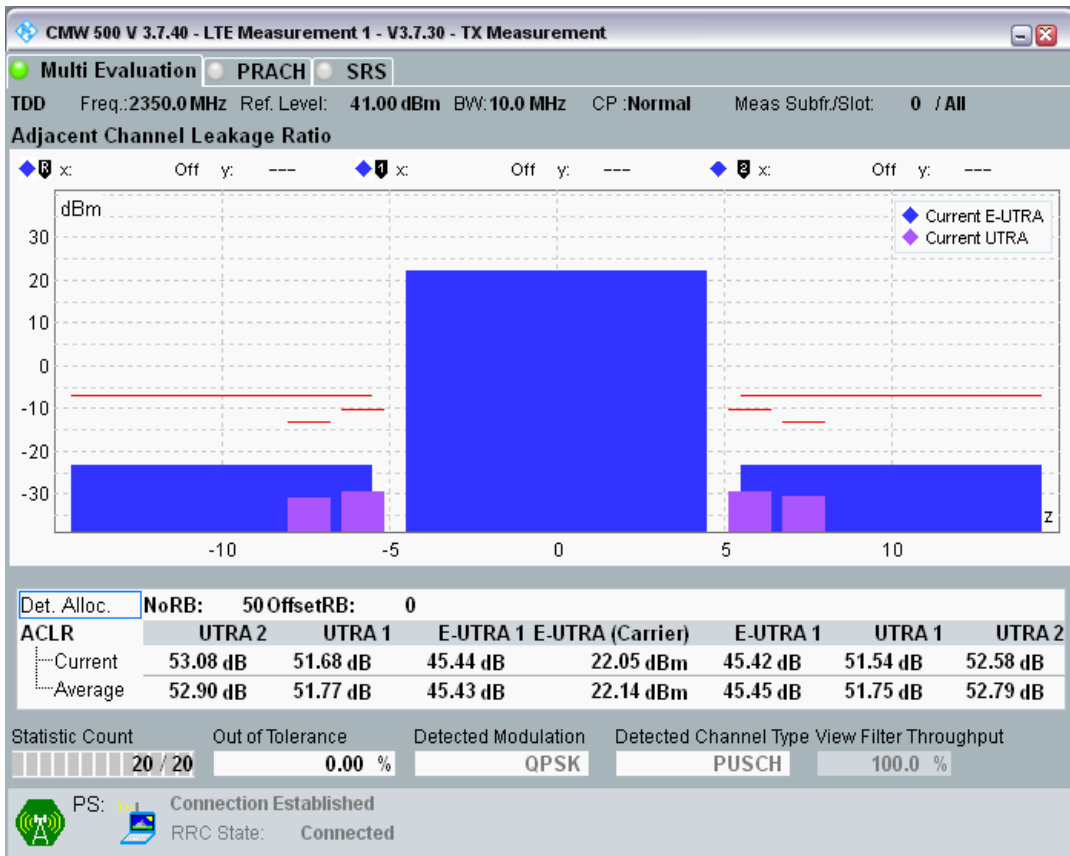 CMW 500 V 3.7.40 - LTE Measurement 1 - V3.7.30 - TX Measurement
Multi Evaluation PRACH SRS
TDD Freq.:2350.0 MHz Ref. Level: 41.00 dBm BW:10.0 MHz CP :Normal Meas Subfr./Slot: 0 / All
Adjacent Channel Leakage Ratio
R x: Off y: --- 1 x: Off y: --- 2 x: Off y: ---
dBm
Current E-UTRA
Current UTRA
30
20
10
0
-10
-20
-30
z
-10 -5 0 5 10
Det. Alloc. NoRB: 50 OffsetRB: 0
ACLR UTRA 2 UTRA 1 E-UTRA 1 E-UTRA (Carrier) E-UTRA 1 UTRA 1 UTRA 2
Current 53.08 dB 51.68 dB 45.44 dB 22.05 dBm 45.42 dB 51.54 dB 52.58 dB
Average 52.90 dB 51.77 dB 45.43 dB 22.14 dBm 45.45 dB 51.75 dB 52.79 dB
Statistic Count Out of Tolerance Detected Modulation Detected Channel Type View Filter Throughput
20 / 20 0.00 % QPSK PUSCH 100.0 %
PS: Connection Established
RRC State: Connected